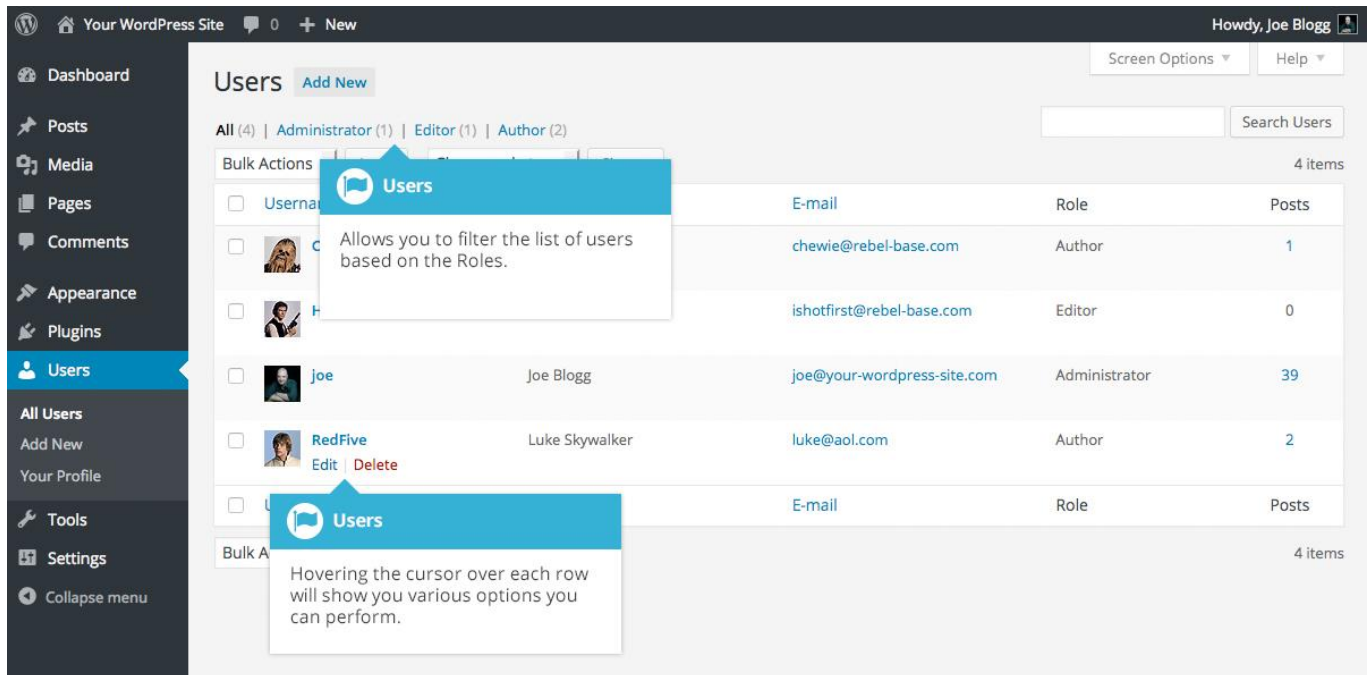 Your WordPress Site 0 + New Howdy, Joe Blogg
Screen Options Help
Dashboard
Posts
Media
Pages
Comments
Appearance
Plugins
Users
All Users
Add New
Your Profile
Tools
Settings
Collapse menu
Users Add New
All (4) | Administrator (1) | Editor (1) | Author (2)
Search Users
Bulk Actions
4 items
E-mail Role Posts
Users
Allows you to filter the list of users
based on the Roles.
chewie@rebel-base.com Author 1
ishotfirst@rebel-base.com Editor 0
joe Joe Blogg joe@your-wordpress-site.com Administrator 39
RedFive Luke Skywalker luke@aol.com Author 2
Edit | Delete
E-mail Role Posts
Users
Hovering the cursor over each row
will show you various options you
can perform.
4 items